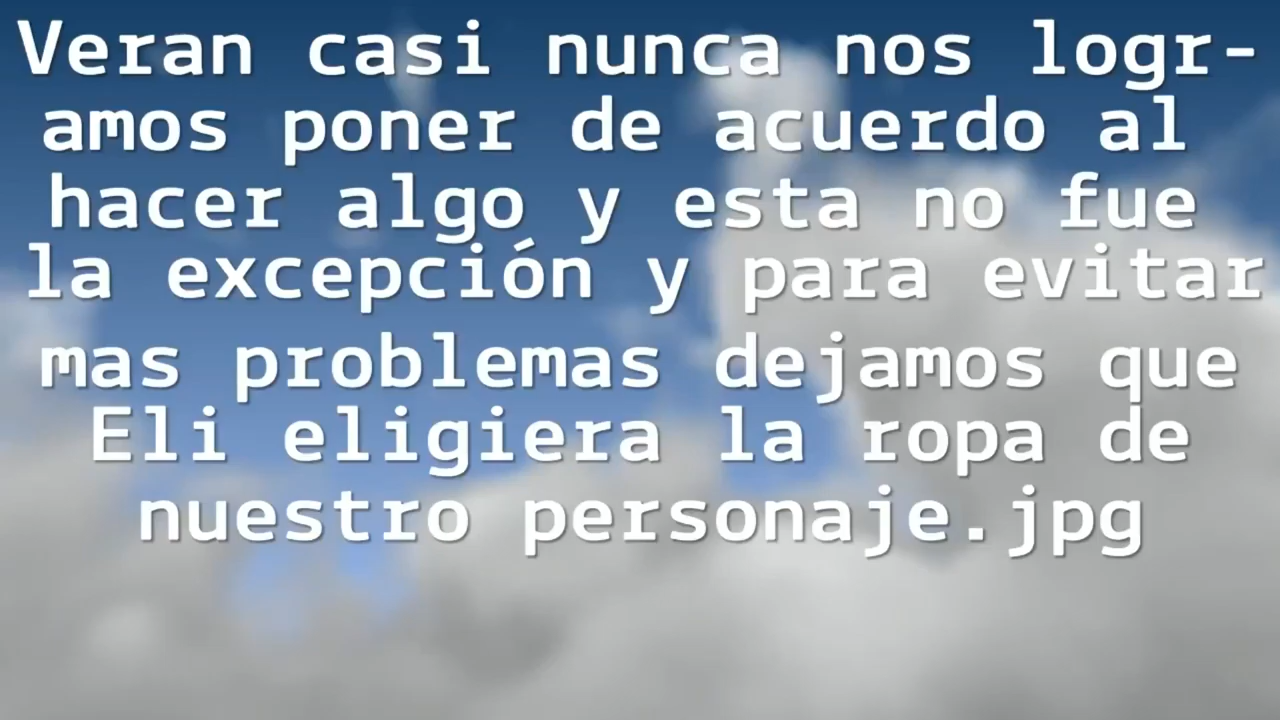 Veran casi nunca nos logr-
amos poner de acuerdo al
hacer algo y esta no fue
la excepción y para evitar
mas problemas dejamos que
Eli eligiera la ropa de
nuestro personaje.jpg